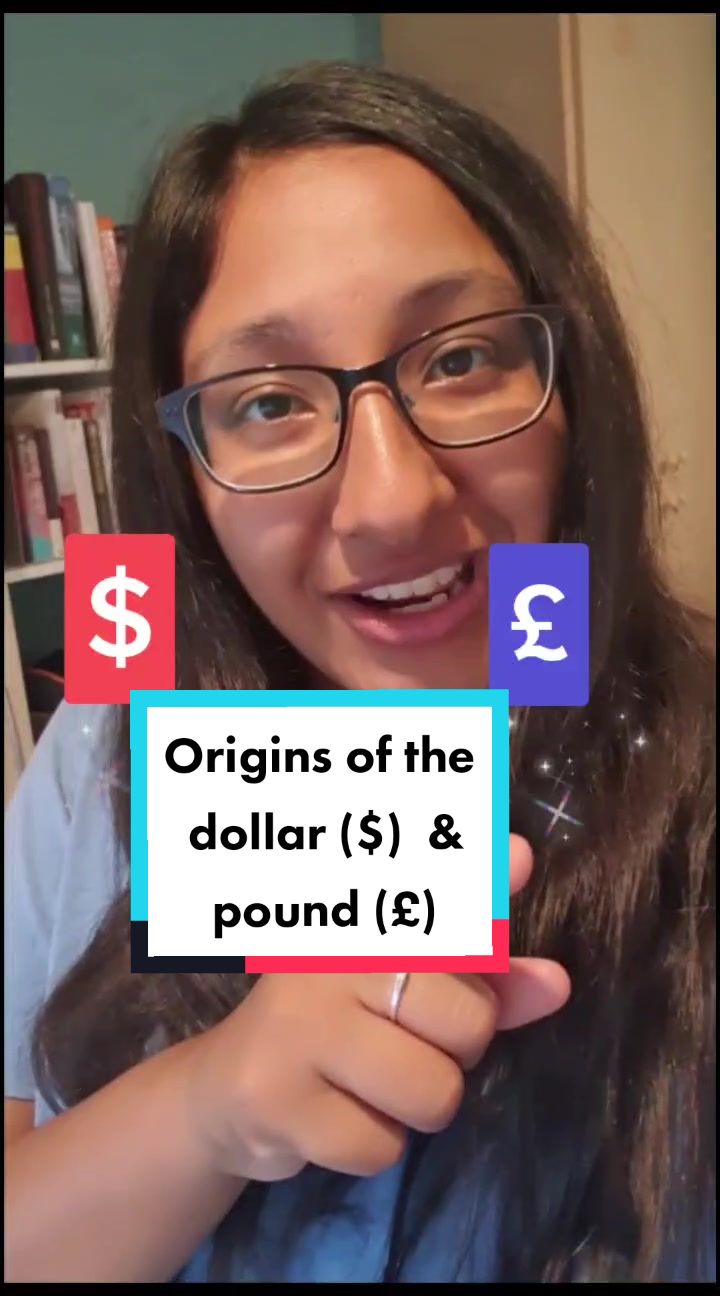 $
£
Origins of the
dollar ($) &
pound (£)